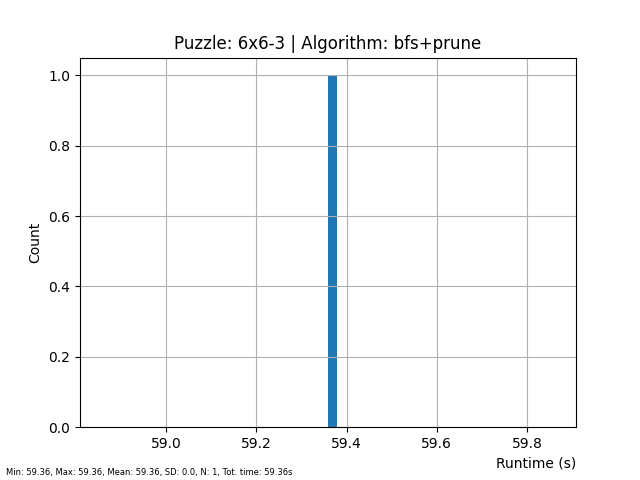 Puzzle: 6x6-3 | Algorithm: bfs+prune
1.0
0.8
0.6
0.4
0.2
0.0
Count
59.0 59.2 59.4 59.6 59.8
Runtime (s)
Min: 59.36, Max: 59.36, Mean: 59.36, SD: 0.0, N: 1, Tot. time: 59.36s